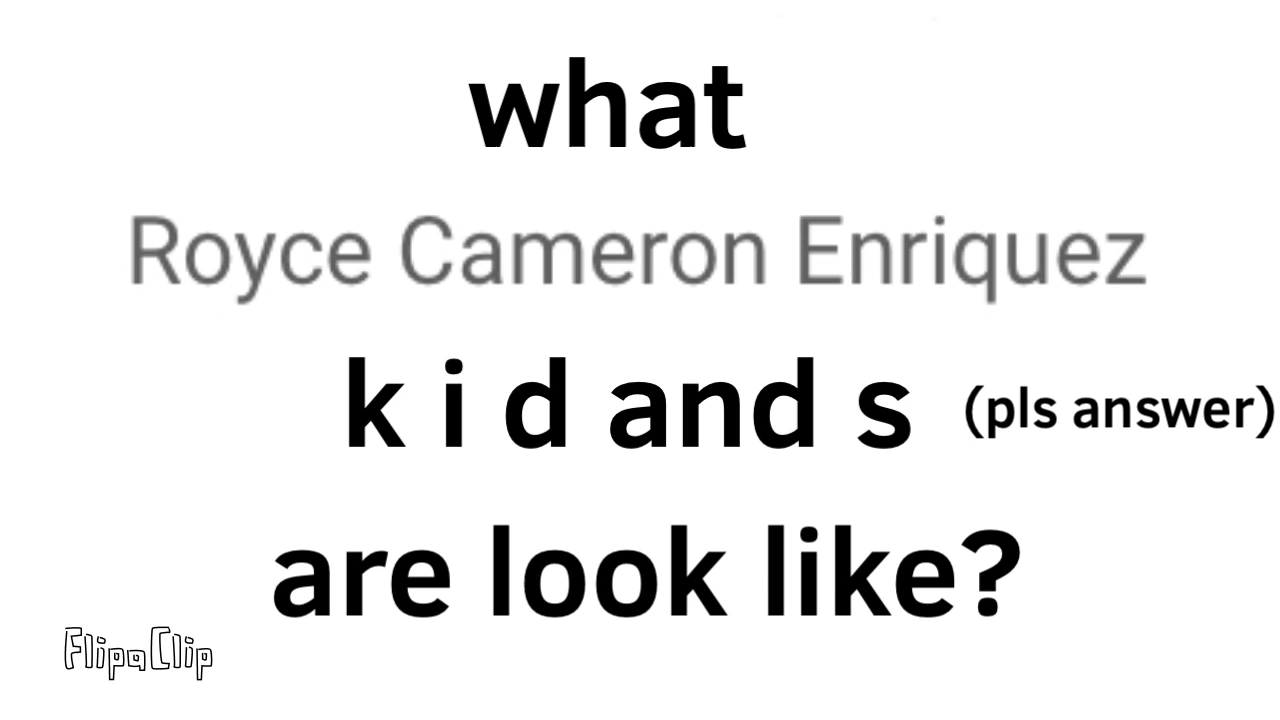 what
Royce Cameron Enriquez
k i d and s (pls answer)
are look like?
FlipaClip